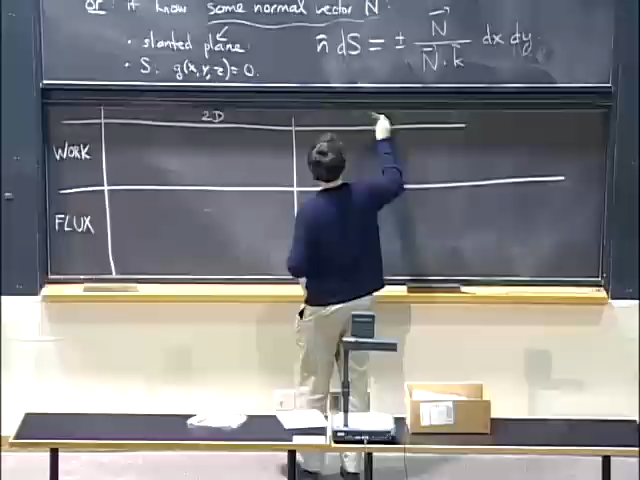 or: if know some normal vector N⃗
· slanted plane
n̂ dS = ± N⃗ / N⃗ · k̂ dx dy
· S: g(x,y,z)=0.
2D
WORK
FLUX